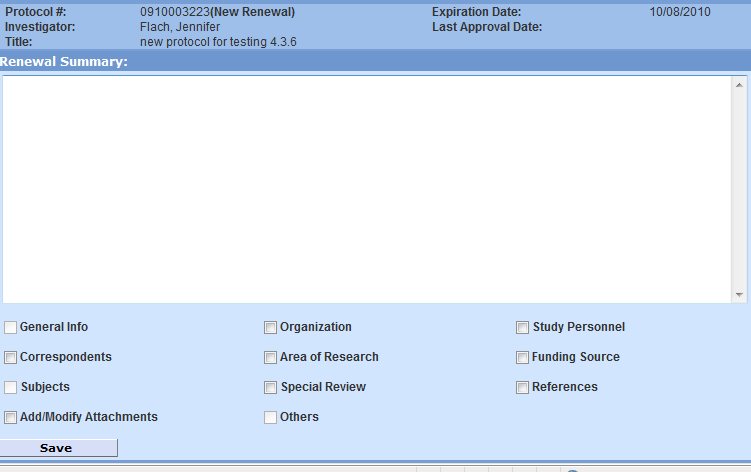 Protocol #: 0910003223(New Renewal) Expiration Date: 10/08/2010
Investigator: Flach, Jennifer Last Approval Date:
Title: new protocol for testing 4.3.6
Renewal Summary:
General Info Organization Study Personnel
Correspondents Area of Research Funding Source
Subjects Special Review References
Add/Modify Attachments Others
Save